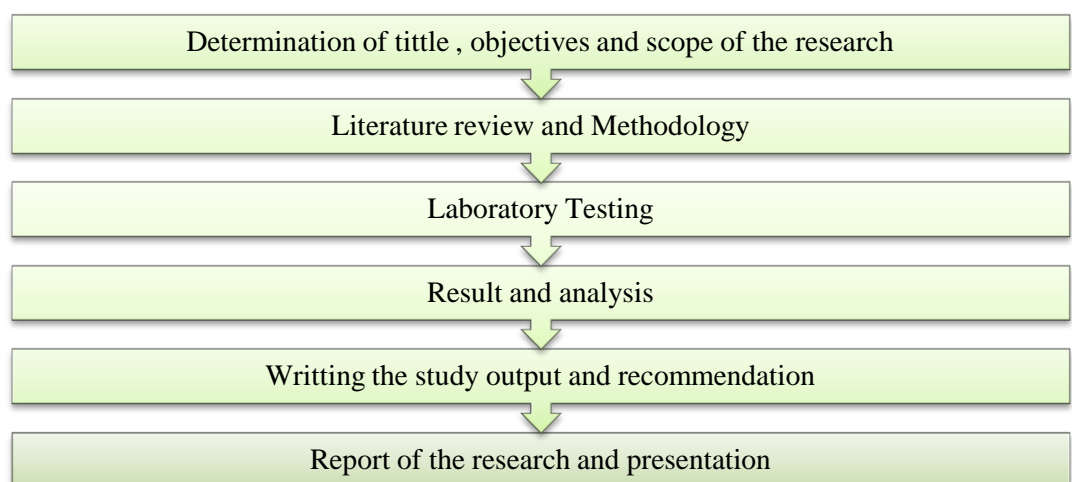 Determination of tittle , objectives and scope of the research
Literature review and Methodology
Laboratory Testing
Result and analysis
Writting the study output and recommendation
Report of the research and presentation